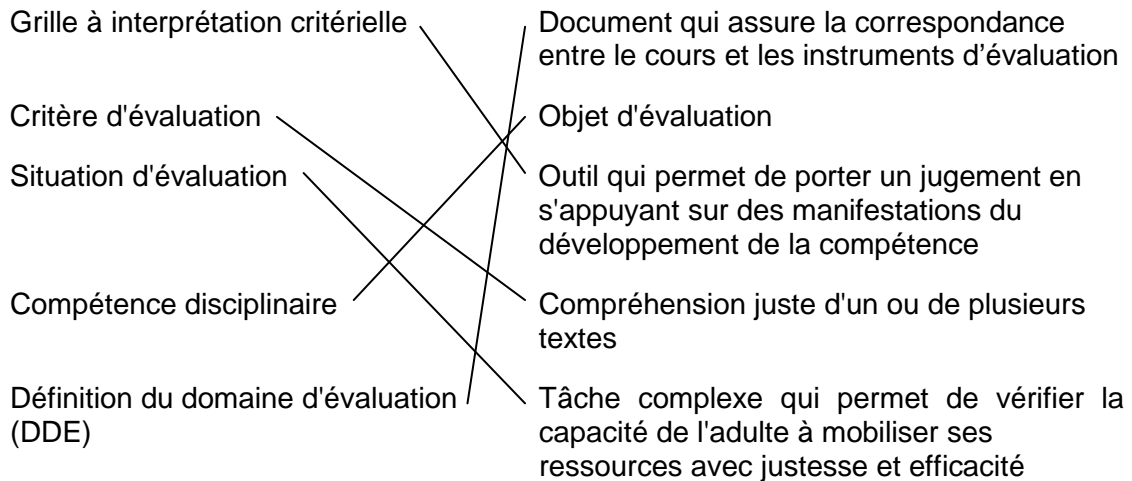 Grille à interprétation critérielle
Document qui assure la correspondance
entre le cours et les instruments d’évaluation
Critère d'évaluation
Objet d'évaluation
Situation d'évaluation
Outil qui permet de porter un jugement en
s'appuyant sur des manifestations du
développement de la compétence
Compétence disciplinaire
Compréhension juste d'un ou de plusieurs
textes
Définition du domaine d'évaluation
(DDE)
Tâche complexe qui permet de vérifier la
capacité de l'adulte à mobiliser ses
ressources avec justesse et efficacité